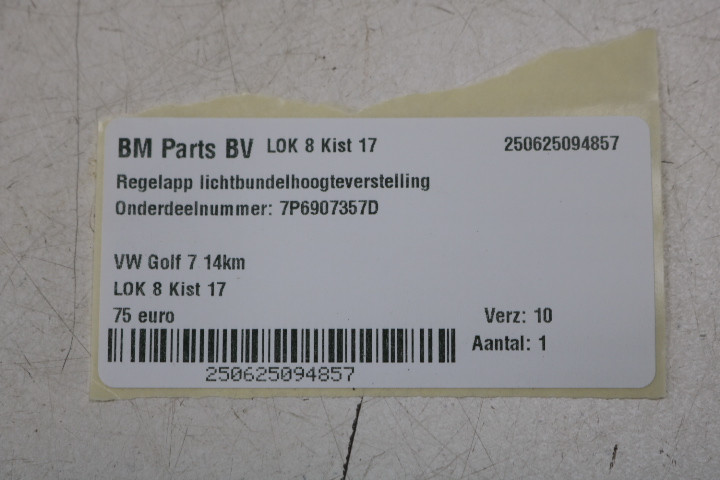 BM Parts BV LOK 8 Kist 17 250625094857
Regelapp lichtbundelhoogteverstelling
Onderdeelnummer: 7P6907357D
VW Golf 7 14km
LOK 8 Kist 17
75 euro Verz: 10
Aantal: 1
250625094857